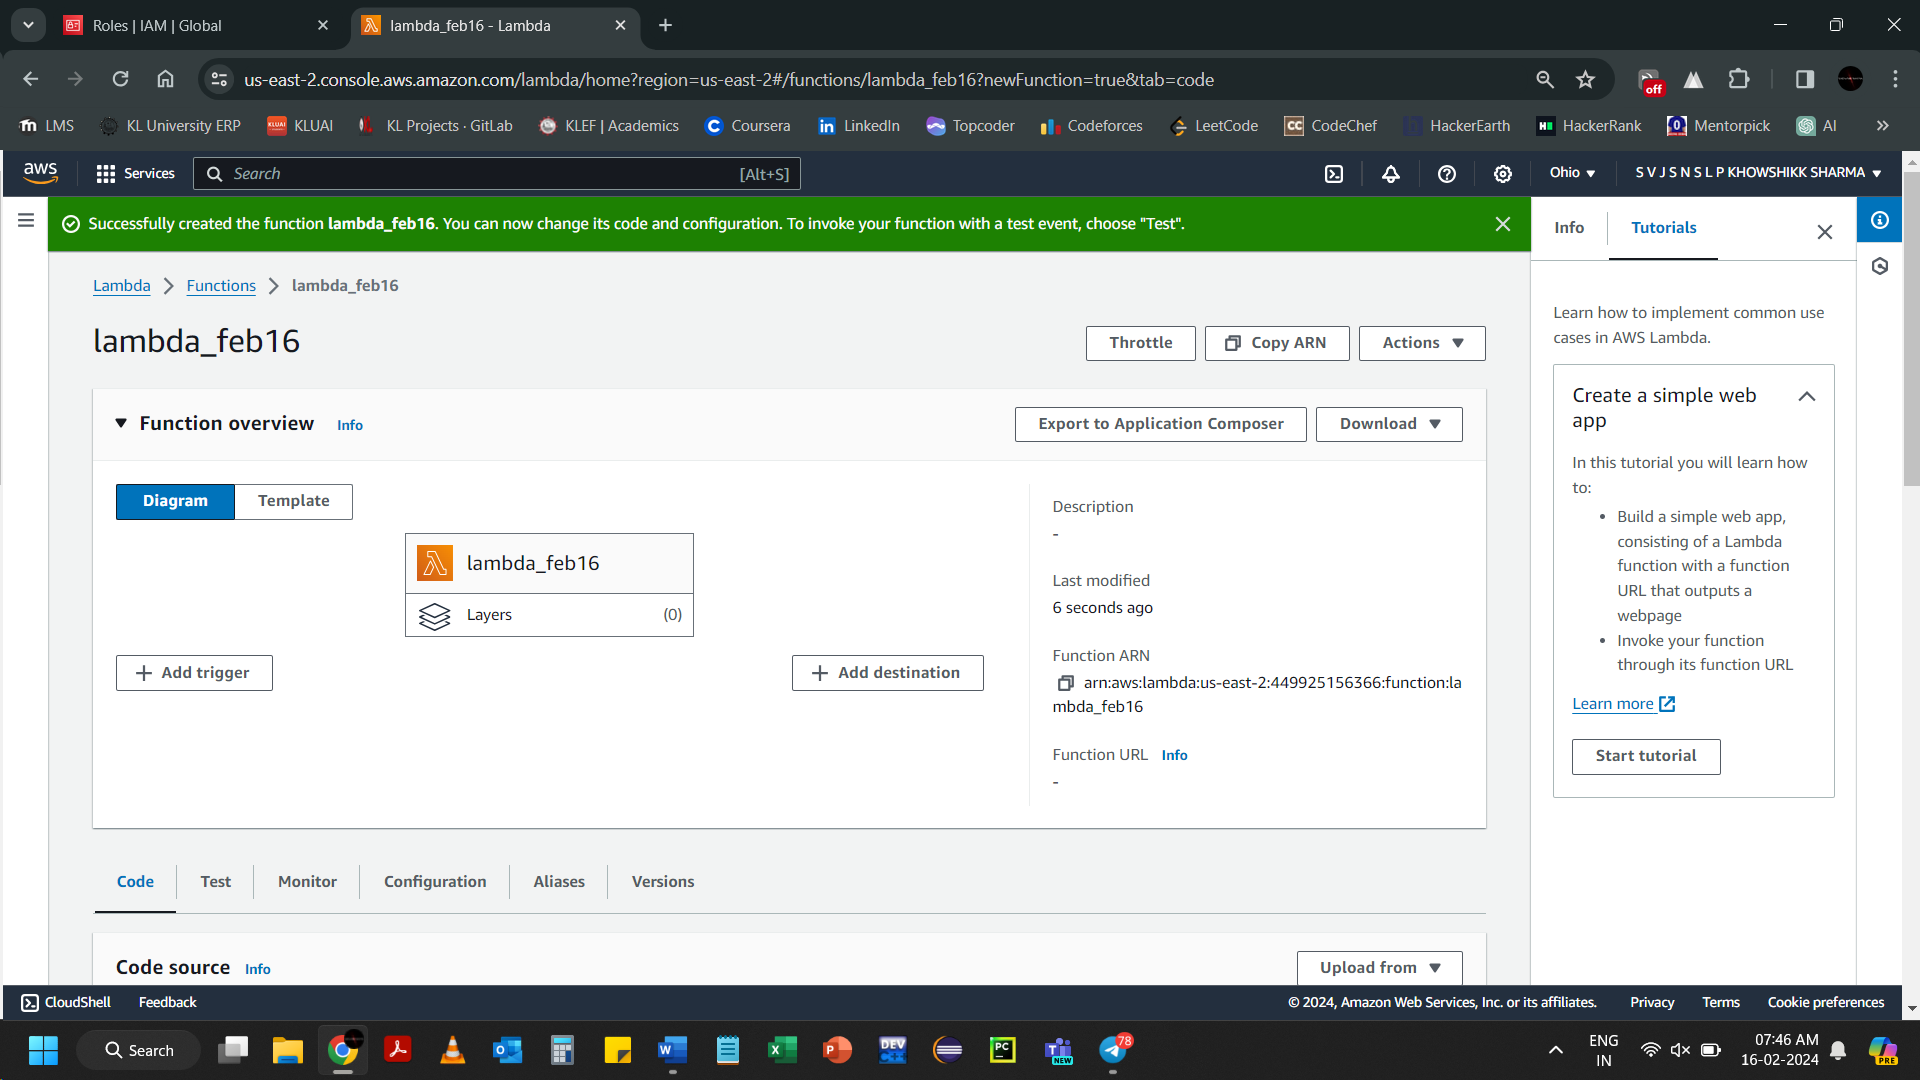 Roles | IAM | Global
lambda_feb16 - Lambda
us-east-2.console.aws.amazon.com/lambda/home?region=us-east-2#/functions/lambda_feb16?newFunction=true&tab=code
off
LMS
KL University ERP
KLUAI
KLUAI
KL Projects · GitLab
KLEF | Academics
Coursera
LinkedIn
Topcoder
Codeforces
LeetCode
CodeChef
HackerEarth
HackerRank
Mentorpick
AI
aws
Services
Search
[Alt+S]
Ohio
S V J S N S L P KHOWSHIKK SHARMA
Successfully created the function lambda_feb16. You can now change its code and configuration. To invoke your function with a test event, choose "Test".
Info
Tutorials
Lambda
Functions
lambda_feb16
lambda_feb16
Throttle
Copy ARN
Actions
Function overview
Info
Export to Application Composer
Download
Diagram
Template
lambda_feb16
Layers
(0)
+ Add trigger
+ Add destination
Description
-
Last modified
6 seconds ago
Function ARN
arn:aws:lambda:us-east-2:449925156366:function:la
mbda_feb16
Function URL
Info
-
Learn how to implement common use
cases in AWS Lambda.
Create a simple web
app
In this tutorial you will learn how
to:
• Build a simple web app,
consisting of a Lambda
function with a function
URL that outputs a
webpage
• Invoke your function
through its function URL
Learn more
Start tutorial
Code
Test
Monitor
Configuration
Aliases
Versions
Code source
Info
Upload from
CloudShell
Feedback
© 2024, Amazon Web Services, Inc. or its affiliates.
Privacy
Terms
Cookie preferences
Search
DEV
PC
NEW
78
ENG
IN
07:46 AM
16-02-2024
PRE